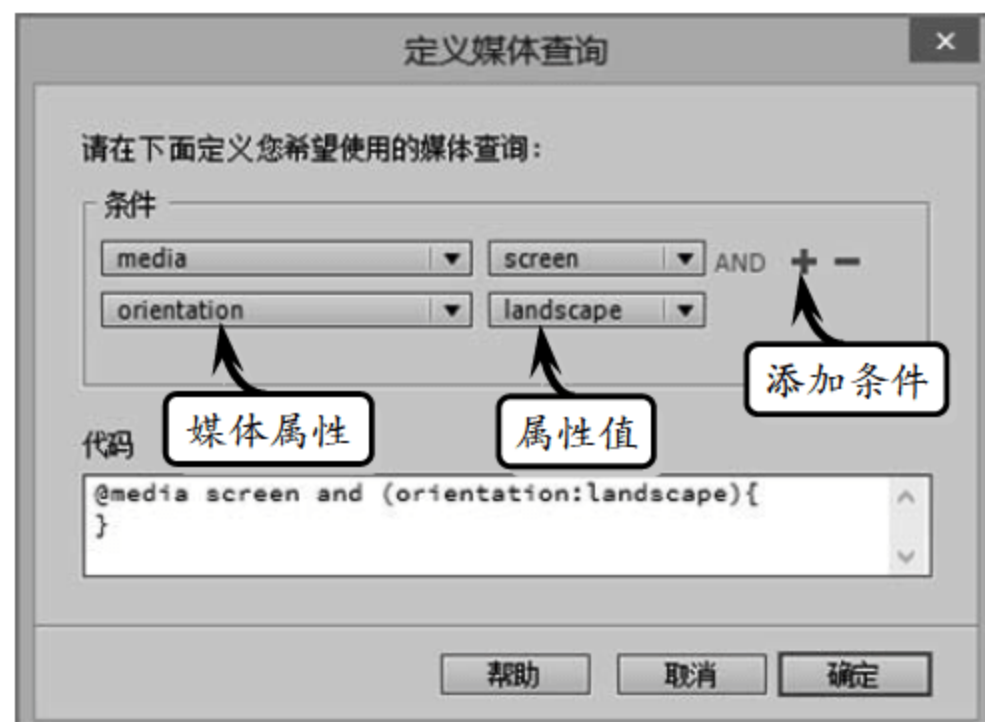 定义媒体查询
请在下面定义您希望使用的媒体查询:
条件
media screen AND
orientation landscape
添加条件
媒体属性 属性值
代码
@media screen and (orientation:landscape){
}
帮助 取消 确定